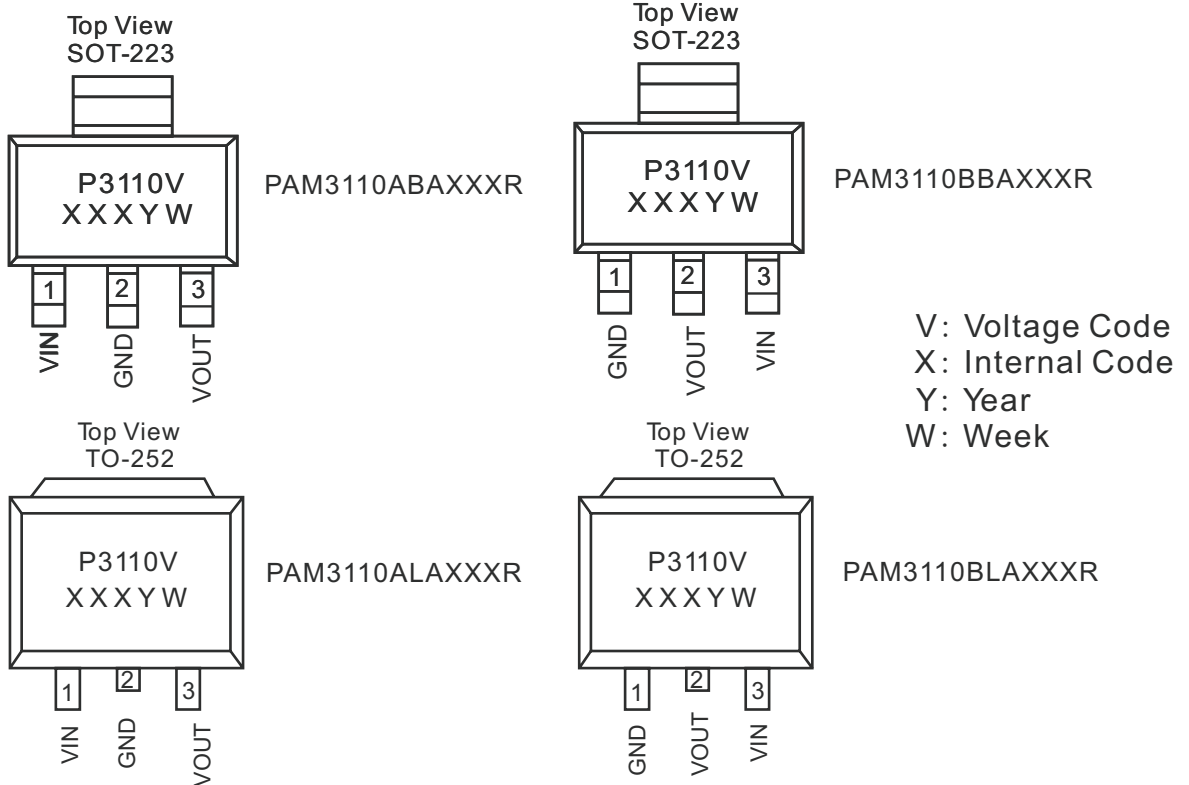 Top View
SOT-223
P3110V
XXXYW
1
2
3
VIN
GND
VOUT
PAM3110ABAXXXR
Top View
SOT-223
P3110V
XXXYW
1
2
3
GND
VOUT
VIN
PAM3110BBAXXXR
V: Voltage Code
X: Internal Code
Y: Year
W: Week
Top View
TO-252
P3110V
XXXYW
1
2
3
VIN
GND
VOUT
PAM3110ALAXXXR
Top View
TO-252
P3110V
XXXYW
1
2
3
GND
VOUT
VIN
PAM3110BLAXXXR